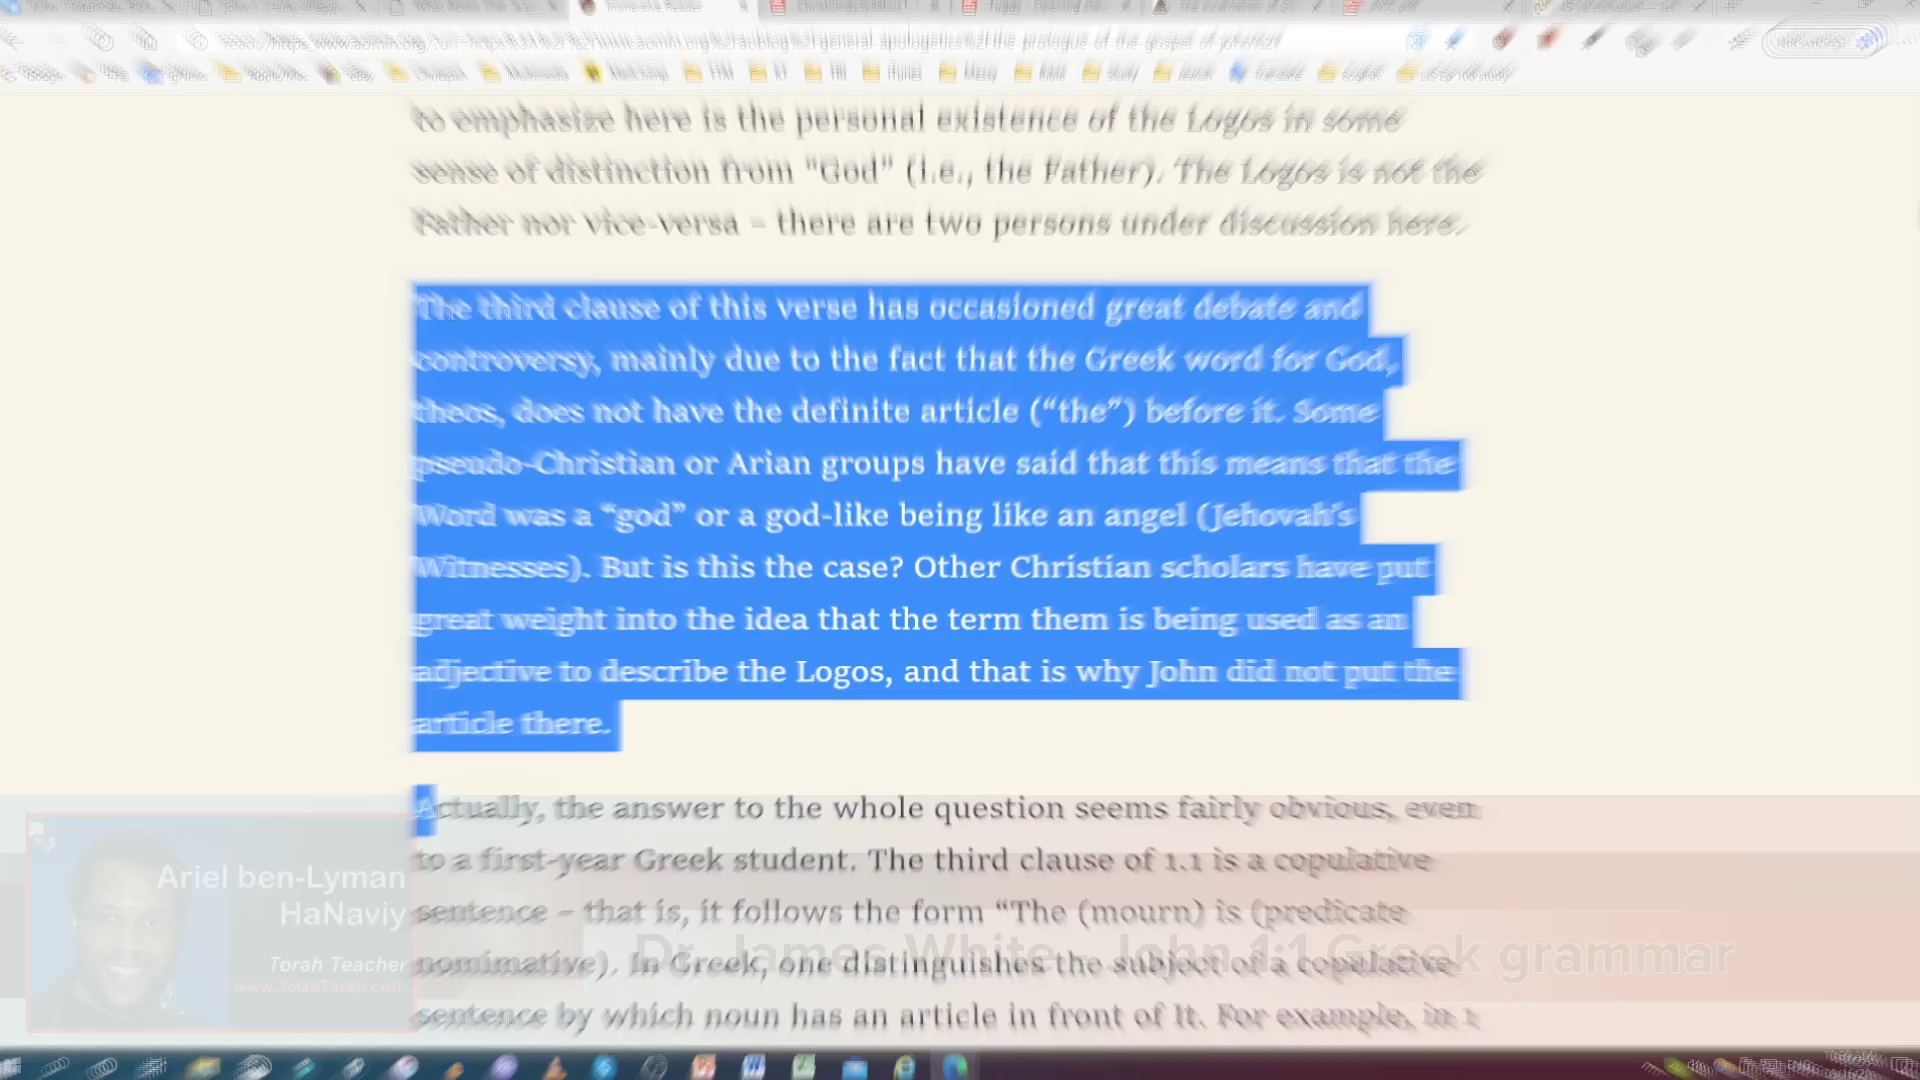 Immersive Reader
to emphasize here is the personal existence of the Logos in some
sense of distinction from "God" (i.e., the Father). The Logos is not the
Father nor vice-versa – there are two persons under discussion here.
The third clause of this verse has occasioned great debate and
controversy, mainly due to the fact that the Greek word for God,
theos, does not have the definite article (“the”) before it. Some
pseudo-Christian or Arian groups have said that this means that the
Word was a “god” or a god-like being like an angel (Jehovah’s
Witnesses). But is this the case? Other Christian scholars have put
great weight into the idea that the term them is being used as an
adjective to describe the Logos, and that is why John did not put the
article there.
Actually, the answer to the whole question seems fairly obvious, even
to a first-year Greek student. The third clause of 1.1 is a copulative
sentence – that is, it follows the form “The (mourn) is (predicate
nomimative). In Greek, one distinguishes the subject of a copulative
sentence by which noun has an article in front of It. For example, in 1
Ariel ben-Lyman
HaNaviy
Torah Teacher
www.TetzeTorah.com
Dr. James White - John 1:1 Greek grammar
ENG